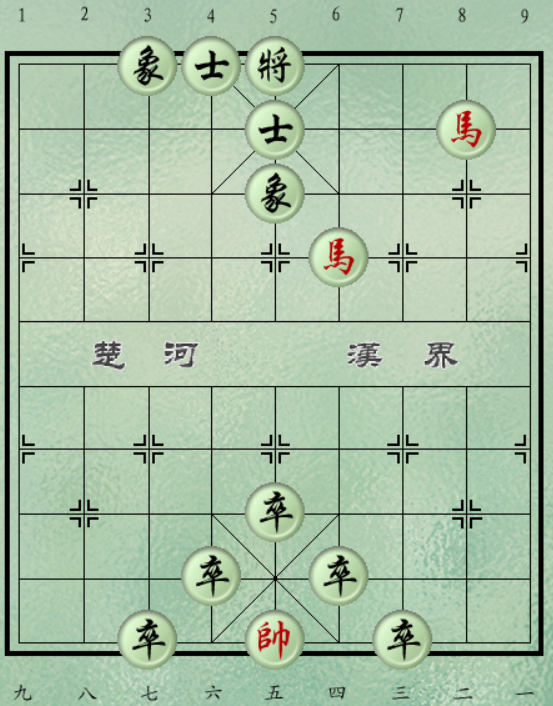 1 2 3 4 5 6 7 8 9
象 士 將
士 馬
象
馬
楚 河 漢 界
卒
卒 卒
卒 帥 卒
九 八 七 六 五 四 三 二 一